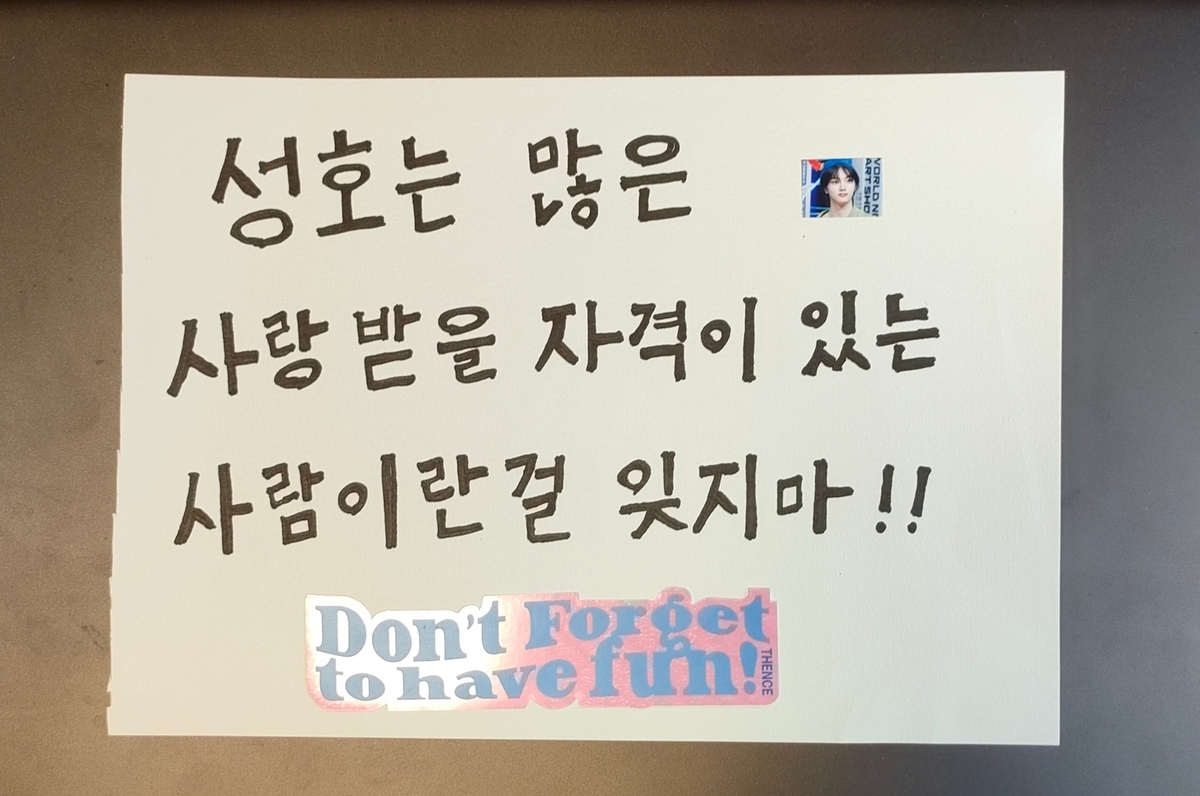 성호는 많은
사랑 받을 자격이 있는
사람이란걸 잊지마!!
Don't Forget
to have fun!
THENCE